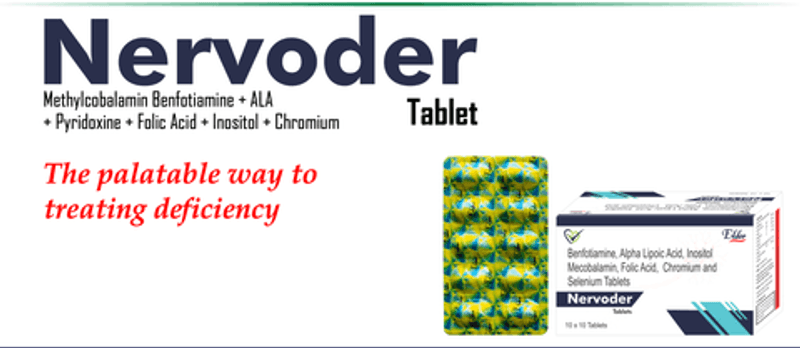 Nervoder
Methylcobalamin Benfotiamine + ALA
+ Pyridoxine + Folic Acid + Inositol + Chromium
Tablet
The palatable way to
treating deficiency
Elder
Benfotiamine, Alpha Lipoic Acid, Inositol
Mecobalamin, Folic Acid, Chromium and
Selenium Tablets
Nervoder
Tablets
10 x 10 Tablets